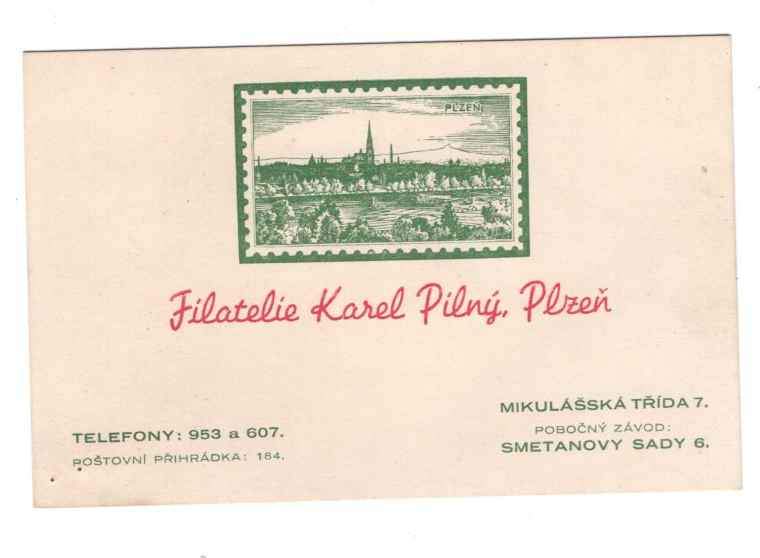 PLZEŇ
Filatelie Karel Pilný, Plzeň
TELEFONY: 953 a 607.
POŠTOVNÍ PŘIHRÁDKA: 184.
MIKULÁŠSKÁ TŘÍDA 7.
POBOČNÝ ZÁVOD:
SMETANOVY SADY 6.